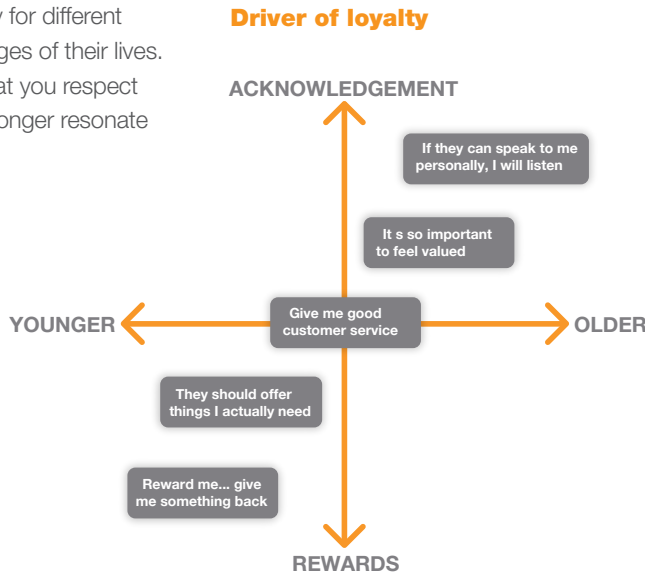 y for different
ges of their lives.
at you respect
onger resonate
Driver of loyalty
ACKNOWLEDGEMENT
If they can speak to me
personally, I will listen
It s so important
to feel valued
YOUNGER
Give me good
customer service
OLDER
They should offer
things I actually need
Reward me... give
me something back
REWARDS